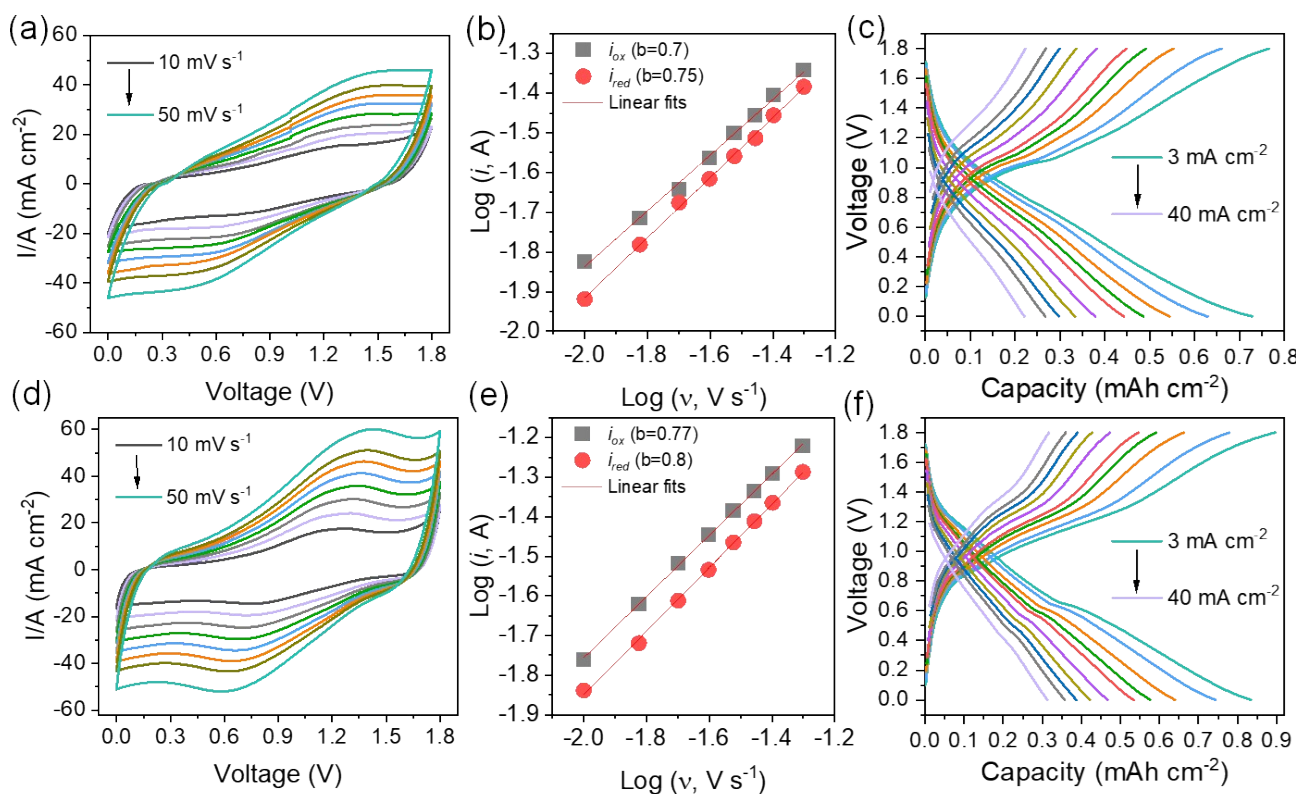 (a)
10 mV s⁻¹
50 mV s⁻¹
I/A (mA cm⁻²)
60
40
20
0
-20
-40
-60
0.0 0.3 0.6 0.9 1.2 1.5 1.8
Voltage (V)
(b)
iox (b=0.7)
ired (b=0.75)
Linear fits
Log (i, A)
-1.3
-1.4
-1.5
-1.6
-1.7
-1.8
-1.9
-2.0
-2.0 -1.8 -1.6 -1.4 -1.2
Log (ν, V s⁻¹)
(c)
3 mA cm⁻²
40 mA cm⁻²
Voltage (V)
1.8
1.6
1.4
1.2
1.0
0.8
0.6
0.4
0.2
0.0
0.0 0.1 0.2 0.3 0.4 0.5 0.6 0.7 0.8
Capacity (mAh cm⁻²)
(d)
10 mV s⁻¹
50 mV s⁻¹
I/A (mA cm⁻²)
60
40
20
0
-20
-40
-60
0.0 0.3 0.6 0.9 1.2 1.5 1.8
Voltage (V)
(e)
iox (b=0.77)
ired (b=0.8)
Linear fits
Log (i, A)
-1.2
-1.3
-1.4
-1.5
-1.6
-1.7
-1.8
-1.9
-2.0 -1.8 -1.6 -1.4 -1.2
Log (ν, V s⁻¹)
(f)
3 mA cm⁻²
40 mA cm⁻²
Voltage (V)
1.8
1.6
1.4
1.2
1.0
0.8
0.6
0.4
0.2
0.0
0.0 0.1 0.2 0.3 0.4 0.5 0.6 0.7 0.8 0.9
Capacity (mAh cm⁻²)